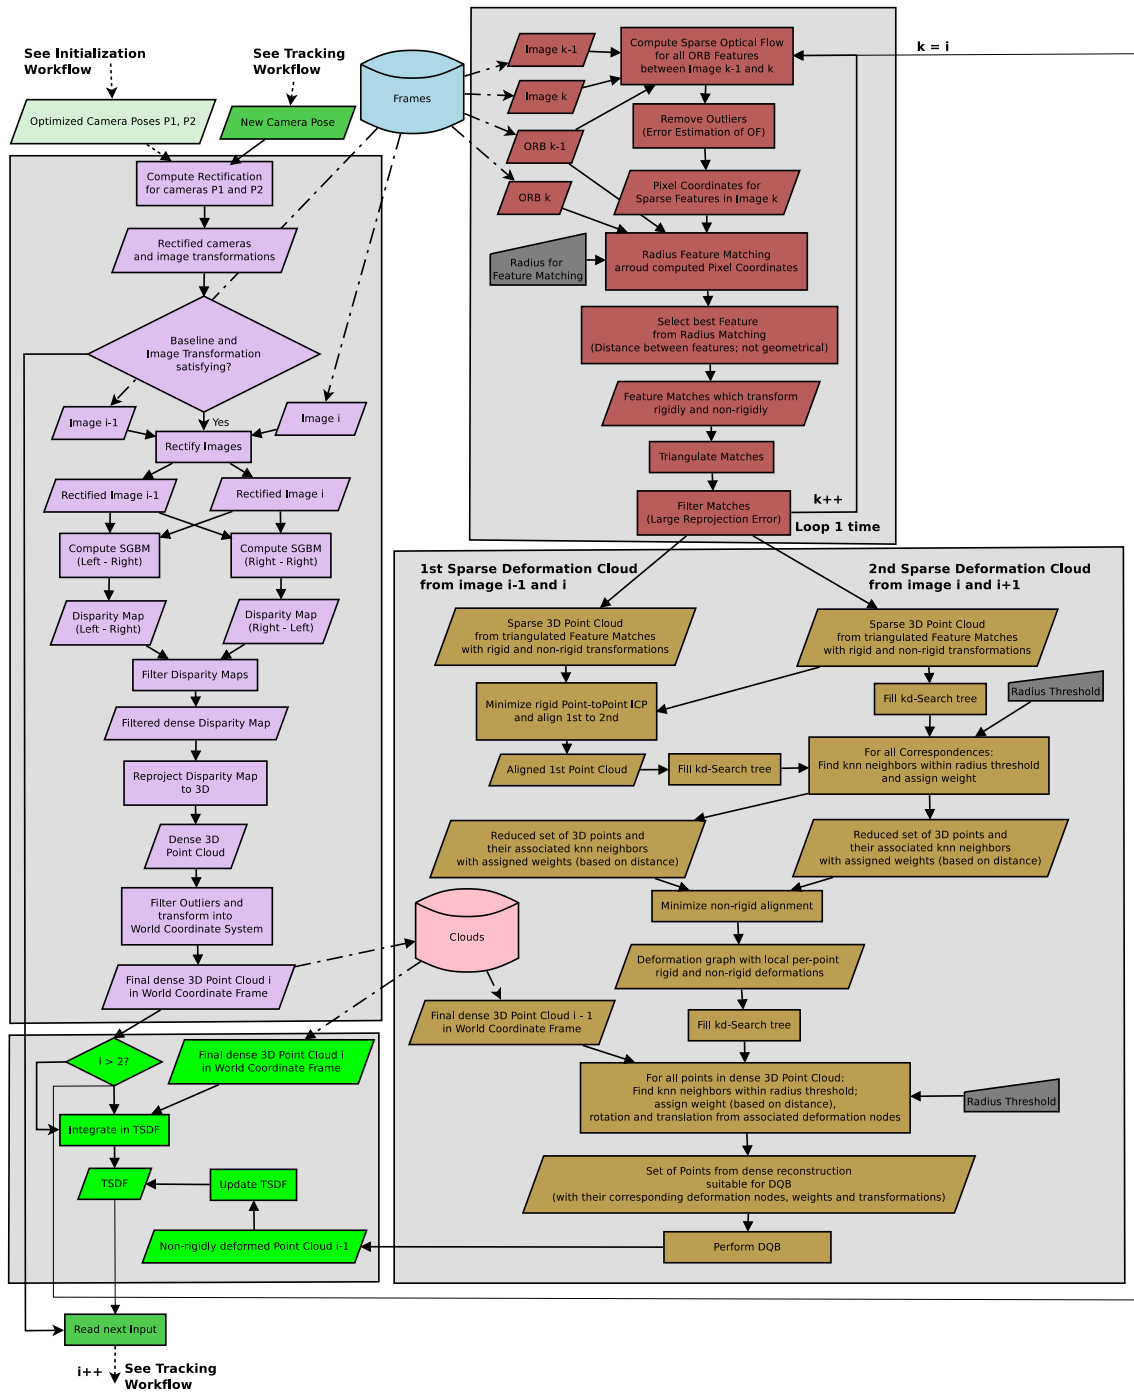 See Initialization
Workflow
See Tracking
Workflow
Optimized Camera Poses P1, P2
New Camera Pose
Frames
Compute Rectification
for cameras P1 and P2
Rectified cameras
and image transformations
Baseline and
Image Transformation
satisfying?
Image i-1
Image i
Yes
Rectify Images
Rectified Image i-1
Rectified Image i
Compute SGBM
(Left - Right)
Compute SGBM
(Right - Right)
Disparity Map
(Left - Right)
Disparity Map
(Right - Left)
Filter Disparity Maps
Filtered dense Disparity Map
Reproject Disparity Map
to 3D
Dense 3D
Point Cloud
Filter Outliers and
transform into
World Coordinate System
Final dense 3D Point Cloud i
in World Coordinate Frame
Image k-1
Image k
ORB k-1
ORB k
Compute Sparse Optical Flow
for all ORB Features
between Image k-1 and k
k = i
Remove Outliers
(Error Estimation of OF)
Pixel Coordinates for
Sparse Features in Image k
Radius for
Feature Matching
Radius Feature Matching
arroud computed Pixel Coordinates
Select best Feature
from Radius Matching
(Distance between features; not geometrical)
Feature Matches which transform
rigidly and non-rigidly
Triangulate Matches
Filter Matches
(Large Reprojection Error)
k++
Loop 1 time
1st Sparse Deformation Cloud
from image i-1 and i
2nd Sparse Deformation Cloud
from image i and i+1
Sparse 3D Point Cloud
from triangulated Feature Matches
with rigid and non-rigid transformations
Sparse 3D Point Cloud
from triangulated Feature Matches
with rigid and non-rigid transformations
Minimize rigid Point-toPoint ICP
and align 1st to 2nd
Fill kd-Search tree
Radius Threshold
Aligned 1st Point Cloud
Fill kd-Search tree
For all Correspondences:
Find knn neighbors within radius threshold
and assign weight
Reduced set of 3D points and
their associated knn neighbors
with assigned weights (based on distance)
Reduced set of 3D points and
their associated knn neighbors
with assigned weights (based on distance)
Clouds
Minimize non-rigid alignment
Deformation graph with local per-point
rigid and non-rigid deformations
Final dense 3D Point Cloud i - 1
in World Coordinate Frame
Fill kd-Search tree
For all points in dense 3D Point Cloud:
Find knn neighbors within radius threshold;
assign weight (based on distance),
rotation and translation from associated deformation nodes
Radius Threshold
Set of Points from dense reconstruction
suitable for DQB
(with their corresponding deformation nodes, weights and transformations)
Perform DQB
i > 2?
Final dense 3D Point Cloud i
in World Coordinate Frame
Integrate in TSDF
TSDF
Update TSDF
Non-rigidly deformed Point Cloud i-1
Read next Input
i++
See Tracking
Workflow